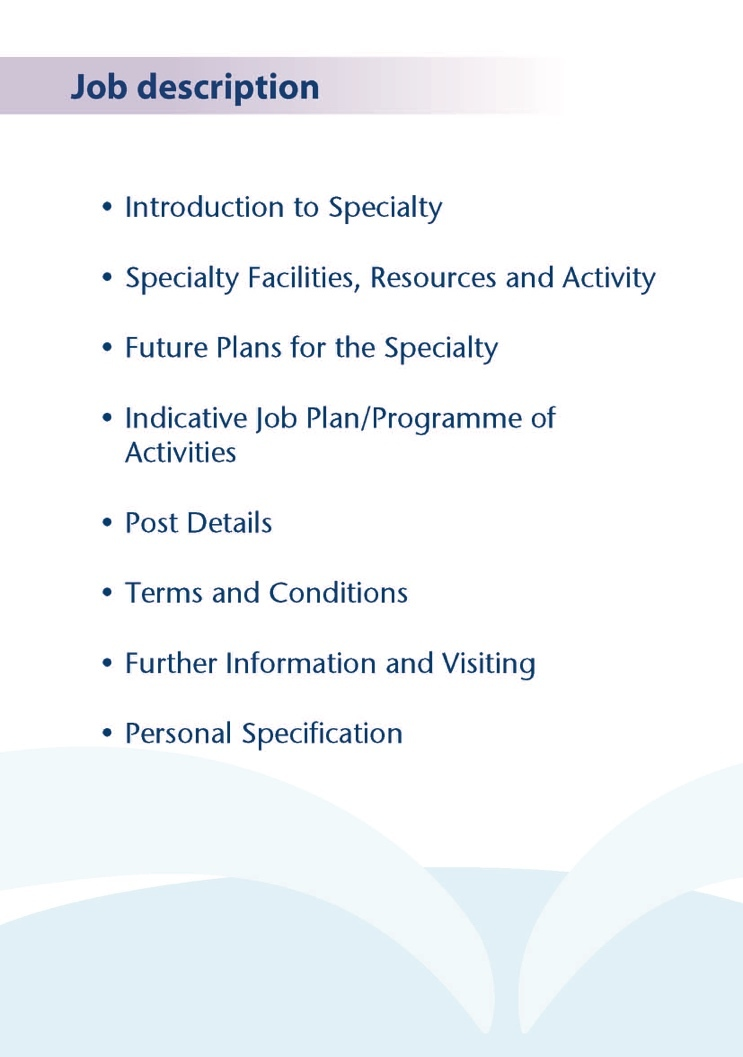 Job description
• Introduction to Specialty
• Specialty Facilities, Resources and Activity
• Future Plans for the Specialty
• Indicative Job Plan/Programme of
Activities
• Post Details
• Terms and Conditions
• Further Information and Visiting
• Personal Specification